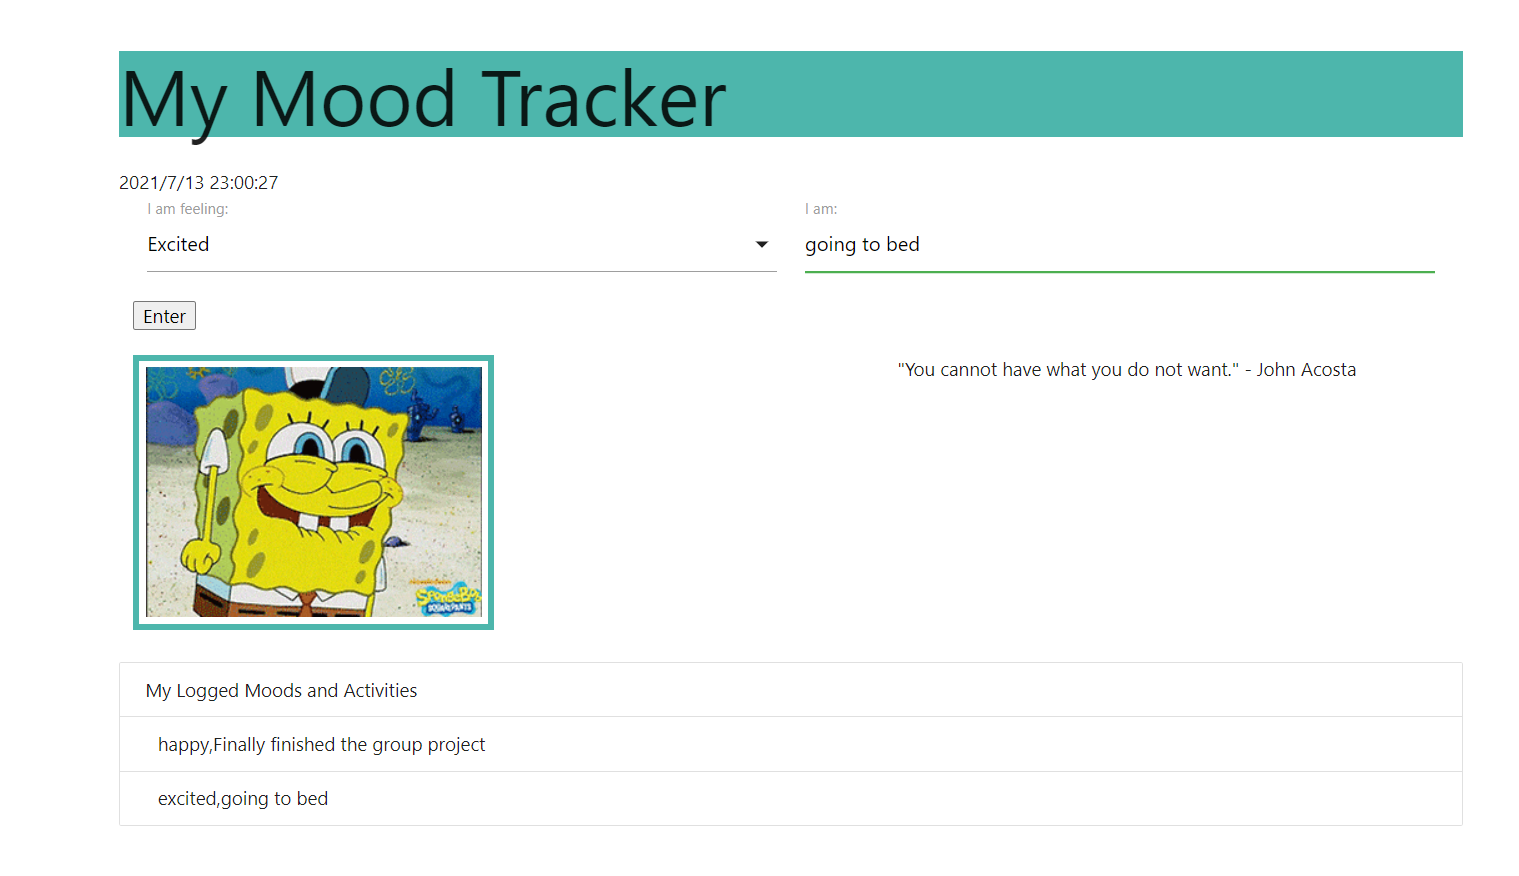 My Mood Tracker
2021/7/13 23:00:27
I am feeling:
I am:
Excited
going to bed
Enter
"You cannot have what you do not want." - John Acosta
nickelodeon
SpongeBob
SQUAREPANTS
My Logged Moods and Activities
happy,Finally finished the group project
excited,going to bed